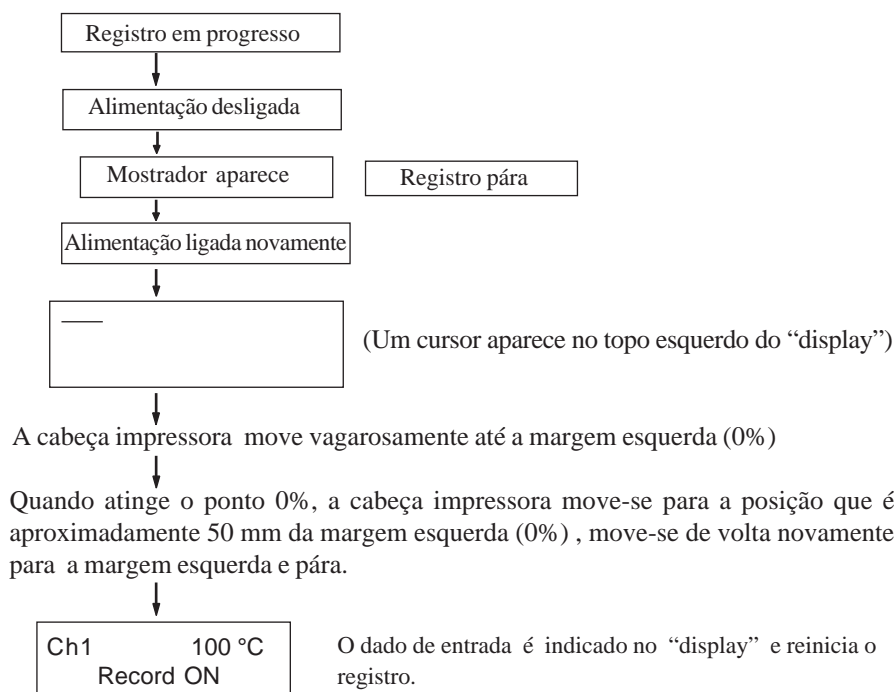 Registro em progresso
Alimentação desligada
Mostrador aparece
Registro pára
Alimentação ligada novamente
(Um cursor aparece no topo esquerdo do “display”)
A cabeça impressora move vagarosamente até a margem esquerda (0%)
Quando atinge o ponto 0%, a cabeça impressora move-se para a posição que é
aproximadamente 50 mm da margem esquerda (0%) , move-se de volta novamente
para a margem esquerda e pára.
Ch1 100 °C
Record ON
O dado de entrada é indicado no “display” e reinicia o
registro.